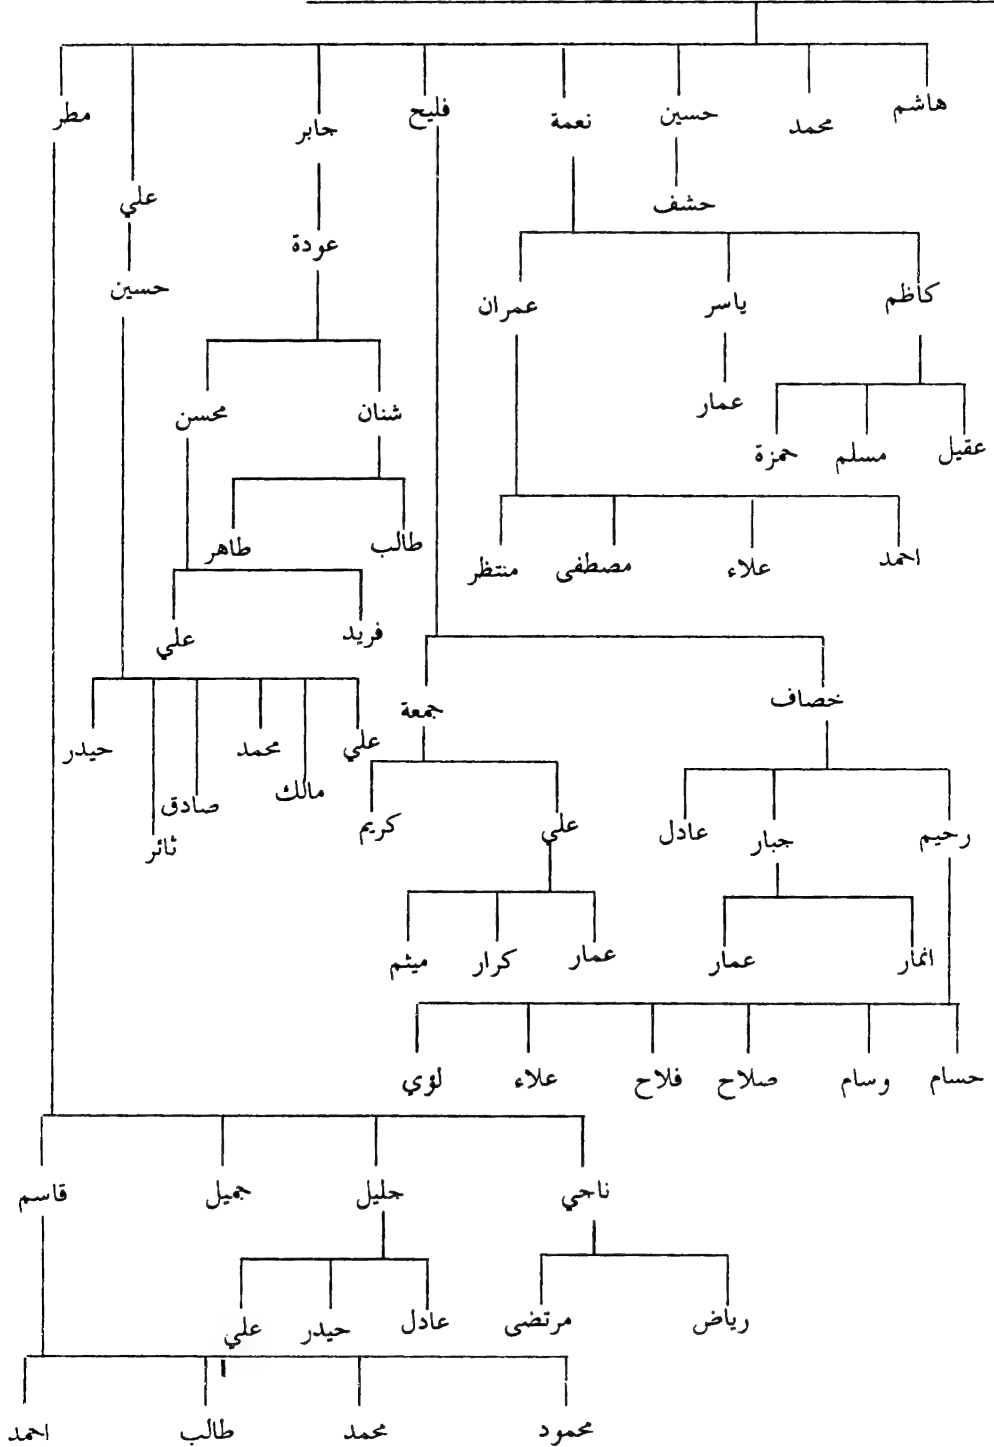 هاشم محمد حسين نعمة فليح جابر علي مطر
حشف
عودة
حسين
كاظم ياسر عمران
عمار
عقيل مسلم حمزة
شنان محسن
احمد علاء مصطفى منتظر
طالب طاهر
فريد علي
خصاف جمعة
علي مالك محمد صادق ثائر حيدر
رحيم جبار عادل
علي كريم
انمار عمار
عمار كرار ميثم
حسام وسام صلاح فلاح علاء لؤي
ناجي جليل جميل قاسم
رياض مرتضى
عادل حيدر علي
محمود محمد طالب احمد